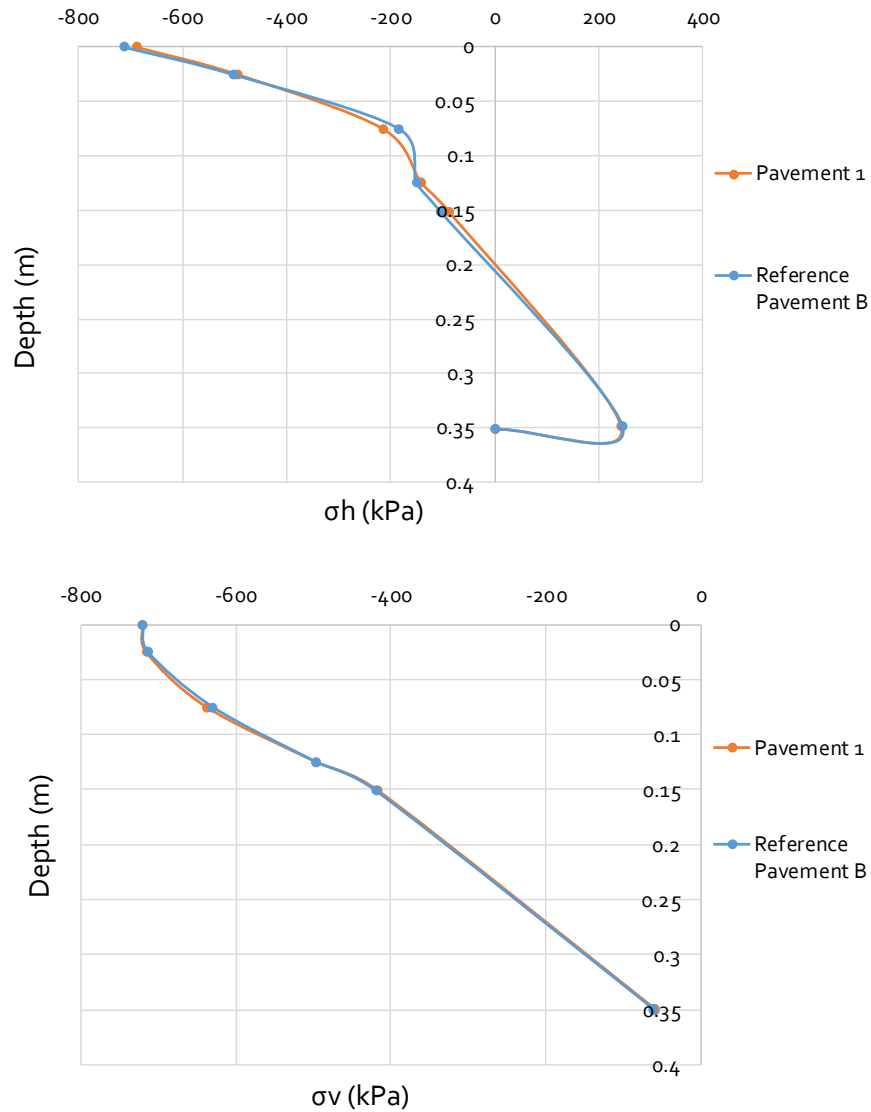 -800 -600 -400 -200 0 200 400
0
0.05
0.1
0.15
0.2
0.25
0.3
0.35
0.4
Depth (m)
σh (kPa)
Pavement 1
Reference
Pavement B
-800 -600 -400 -200 0
0
0.05
0.1
0.15
0.2
0.25
0.3
0.35
0.4
Depth (m)
σv (kPa)
Pavement 1
Reference
Pavement B